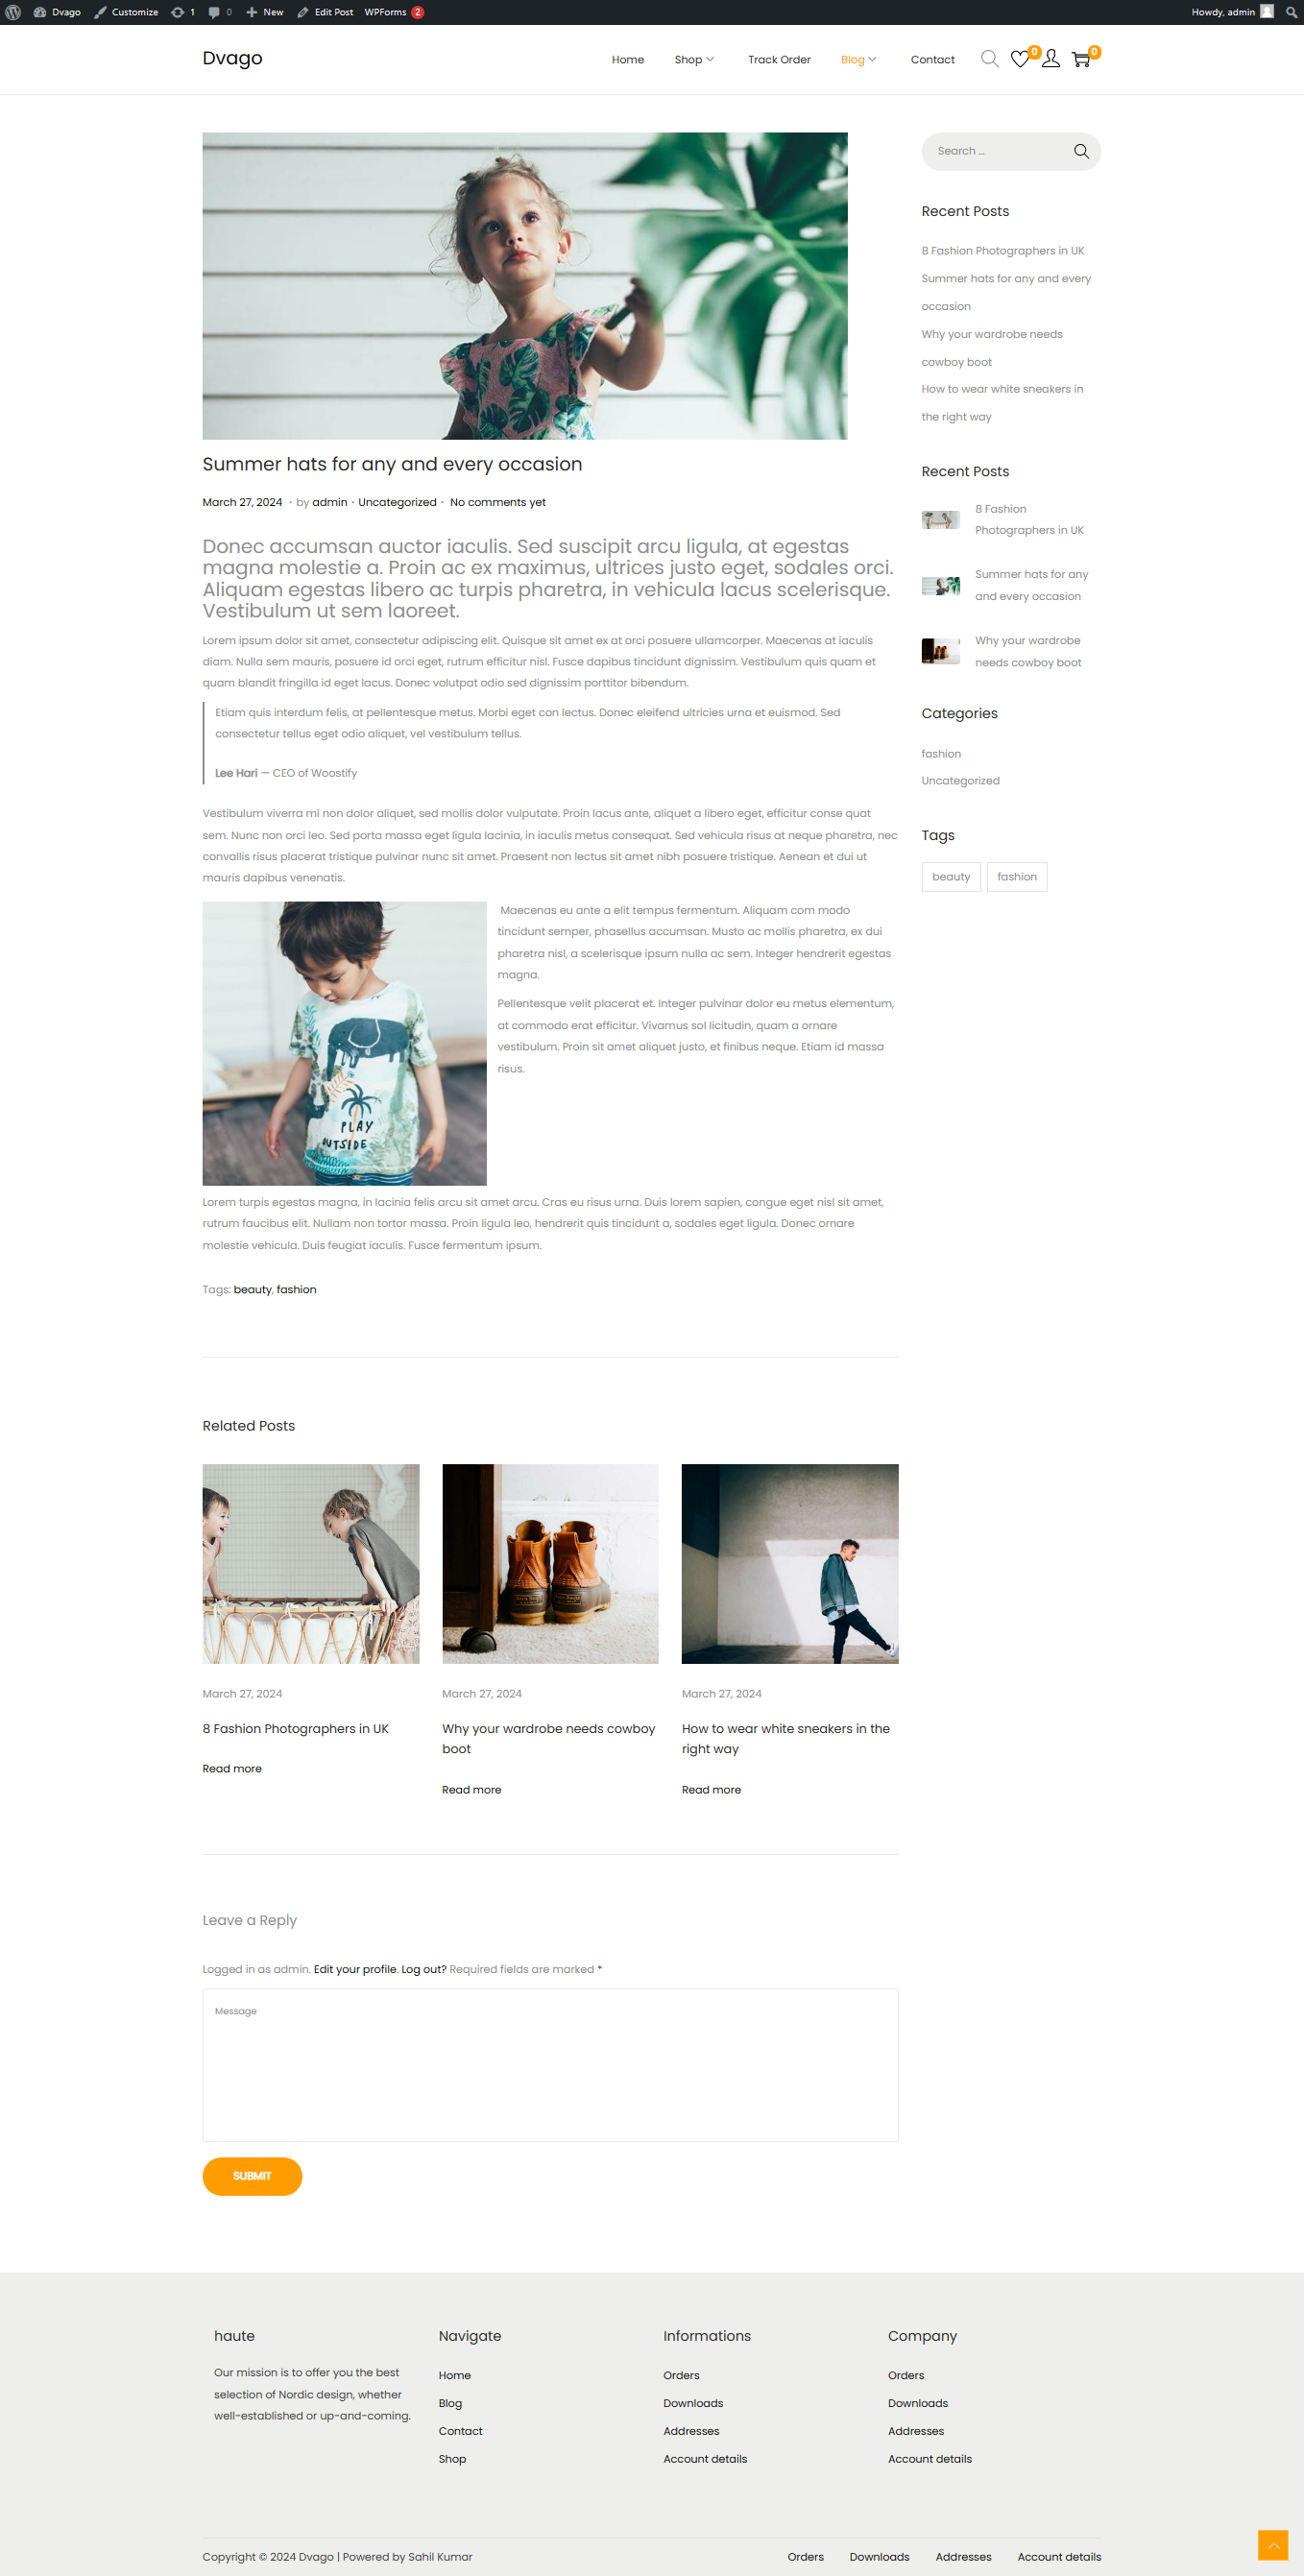 Dvago
Customize
1
0
New
Edit Post
WPForms 2
Howdy, admin
Dvago
Home
Shop
Track Order
Blog
Contact
0
0
Summer hats for any and every occasion
March 27, 2024 · by admin · Uncategorized · No comments yet
Donec accumsan auctor iaculis. Sed suscipit arcu ligula, at egestas
magna molestie a. Proin ac ex maximus, ultrices justo eget, sodales orci.
Aliquam egestas libero ac turpis pharetra, in vehicula lacus scelerisque.
Vestibulum ut sem laoreet.
Lorem ipsum dolor sit amet, consectetur adipiscing elit. Quisque sit amet ex at orci posuere ullamcorper. Maecenas at iaculis
diam. Nulla sem mauris, posuere id orci eget, rutrum efficitur nisl. Fusce dapibus tincidunt dignissim. Vestibulum quis quam et
quam blandit fringilla id eget lacus. Donec volutpat odio sed dignissim porttitor bibendum.
Etiam quis interdum felis, at pellentesque metus. Morbi eget con lectus. Donec eleifend ultricies urna et euismod. Sed
consectetur tellus eget odio aliquet, vel vestibulum tellus.
Lee Hari — CEO of Woostify
Vestibulum viverra mi non dolor aliquet, sed mollis dolor vulputate. Proin lacus ante, aliquet a libero eget, efficitur conse quat
sem. Nunc non orci leo. Sed porta massa eget ligula lacinia, in iaculis metus consequat. Sed vehicula risus at neque pharetra, nec
convallis risus placerat tristique pulvinar nunc sit amet. Praesent non lectus sit amet nibh posuere tristique. Aenean et dui ut
mauris dapibus venenatis.
PLAY
OUTSIDE
Maecenas eu ante a elit tempus fermentum. Aliquam com modo
tincidunt semper, phasellus accumsan. Musto ac mollis pharetra, ex dui
pharetra nisl, a scelerisque ipsum nulla ac sem. Integer hendrerit egestas
magna.
Pellentesque velit placerat et. Integer pulvinar dolor eu metus elementum,
at commodo erat efficitur. Vivamus sol licitudin, quam a ornare
vestibulum. Proin sit amet aliquet justo, et finibus neque. Etiam id massa
risus.
Lorem turpis egestas magna, in lacinia felis arcu sit amet arcu. Cras eu risus urna. Duis lorem sapien, congue eget nisl sit amet,
rutrum faucibus elit. Nullam non tortor massa. Proin ligula leo, hendrerit quis tincidunt a, sodales eget ligula. Donec ornare
molestie vehicula. Duis feugiat iaculis. Fusce fermentum ipsum.
Tags: beauty, fashion
Search …
Recent Posts
8 Fashion Photographers in UK
Summer hats for any and every
occasion
Why your wardrobe needs
cowboy boot
How to wear white sneakers in
the right way
Recent Posts
8 Fashion
Photographers in UK
Summer hats for any
and every occasion
Why your wardrobe
needs cowboy boot
Categories
fashion
Uncategorized
Tags
beauty
fashion
Related Posts
March 27, 2024
8 Fashion Photographers in UK
Read more
March 27, 2024
Why your wardrobe needs cowboy
boot
Read more
March 27, 2024
How to wear white sneakers in the
right way
Read more
Leave a Reply
Logged in as admin. Edit your profile. Log out? Required fields are marked *
Message
SUBMIT
haute
Our mission is to offer you the best
selection of Nordic design, whether
well-established or up-and-coming.
Navigate
Home
Blog
Contact
Shop
Informations
Orders
Downloads
Addresses
Account details
Company
Orders
Downloads
Addresses
Account details
Copyright © 2024 Dvago | Powered by Sahil Kumar
Orders
Downloads
Addresses
Account details